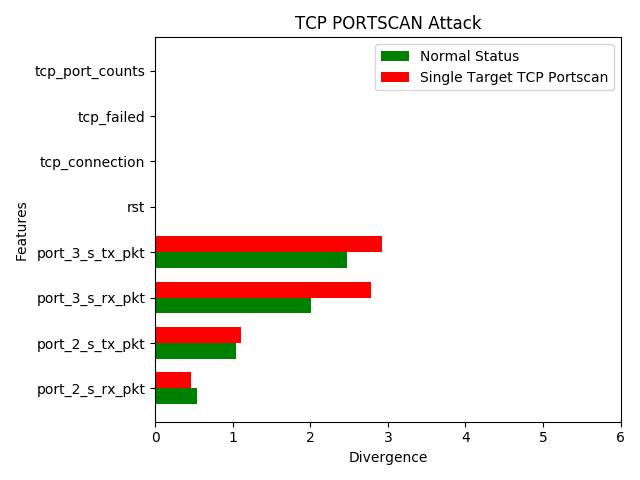 TCP PORTSCAN Attack
Normal Status
Single Target TCP Portscan
tcp_port_counts
tcp_failed
tcp_connection
rst
port_3_s_tx_pkt
port_3_s_rx_pkt
port_2_s_tx_pkt
port_2_s_rx_pkt
Features
0 1 2 3 4 5 6
Divergence